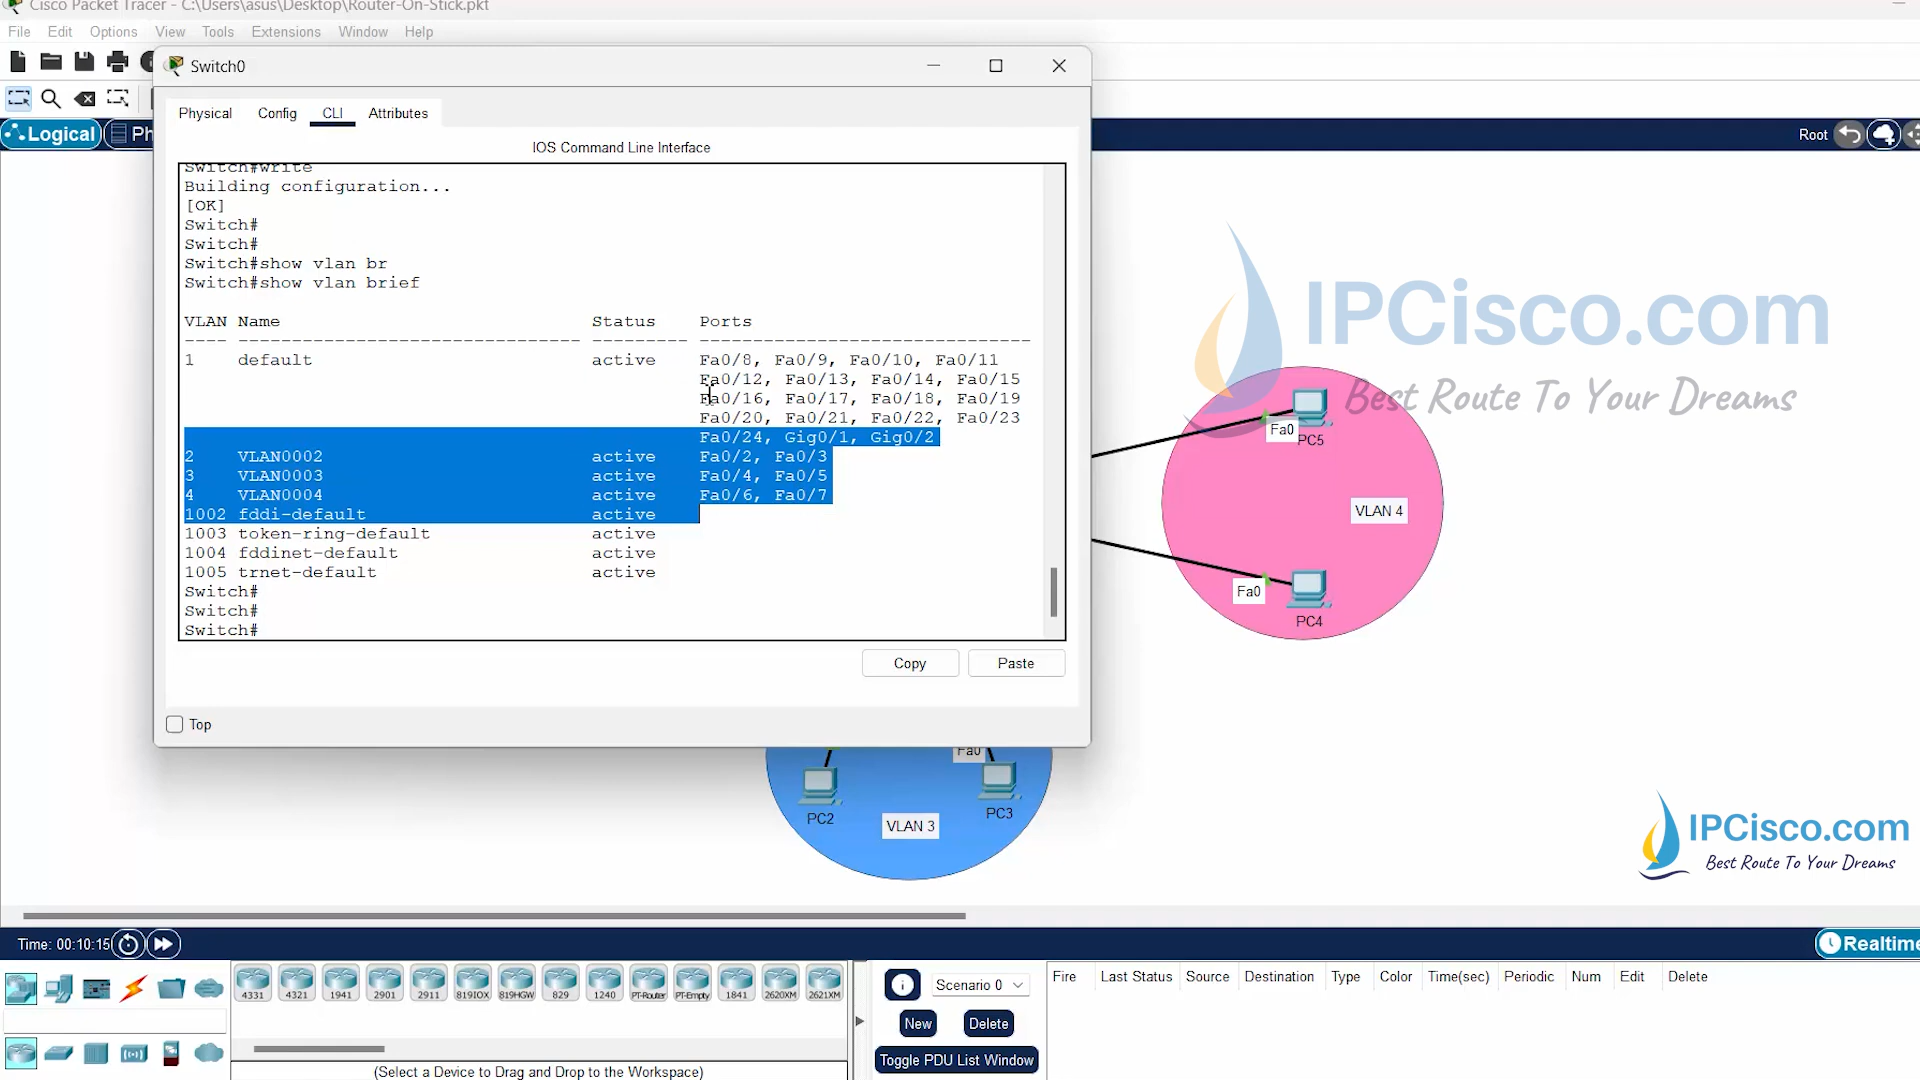 Cisco Packet Tracer - C:\Users\asus\Desktop\Router-On-Stick.pkt
File Edit Options View Tools Extensions Window Help
Switch0
Physical Config CLI Attributes
Logical
Root
IOS Command Line Interface
Switch#write
Building configuration...
[OK]
Switch#
Switch#
Switch#show vlan br
Switch#show vlan brief
VLAN Name Status Ports
---- -------------------------------- --------- -------------------------------
1 default active Fa0/8, Fa0/9, Fa0/10, Fa0/11
Fa0/12, Fa0/13, Fa0/14, Fa0/15
Fa0/16, Fa0/17, Fa0/18, Fa0/19
Fa0/20, Fa0/21, Fa0/22, Fa0/23
Fa0/24, Gig0/1, Gig0/2
2 VLAN0002 active Fa0/2, Fa0/3
3 VLAN0003 active Fa0/4, Fa0/5
4 VLAN0004 active Fa0/6, Fa0/7
1002 fddi-default active
1003 token-ring-default active
1004 fddinet-default active
1005 trnet-default active
Switch#
Switch#
Switch#
Copy Paste
Top
IPCisco.com
Best Route To Your Dreams
Fa0
PC5
VLAN 4
Fa0
PC4
Fa0
PC2
PC3
VLAN 3
IPCisco.com
Best Route To Your Dreams
Time: 00:10:15
Realtime
4331 4321 1941 2901 2911 819IOX 819HGW 829 1240 PT-Router PT-Empty 1841 2620XM 2621XM
(Select a Device to Drag and Drop to the Workspace)
Scenario 0
New Delete
Toggle PDU List Window
Fire Last Status Source Destination Type Color Time(sec) Periodic Num Edit Delete